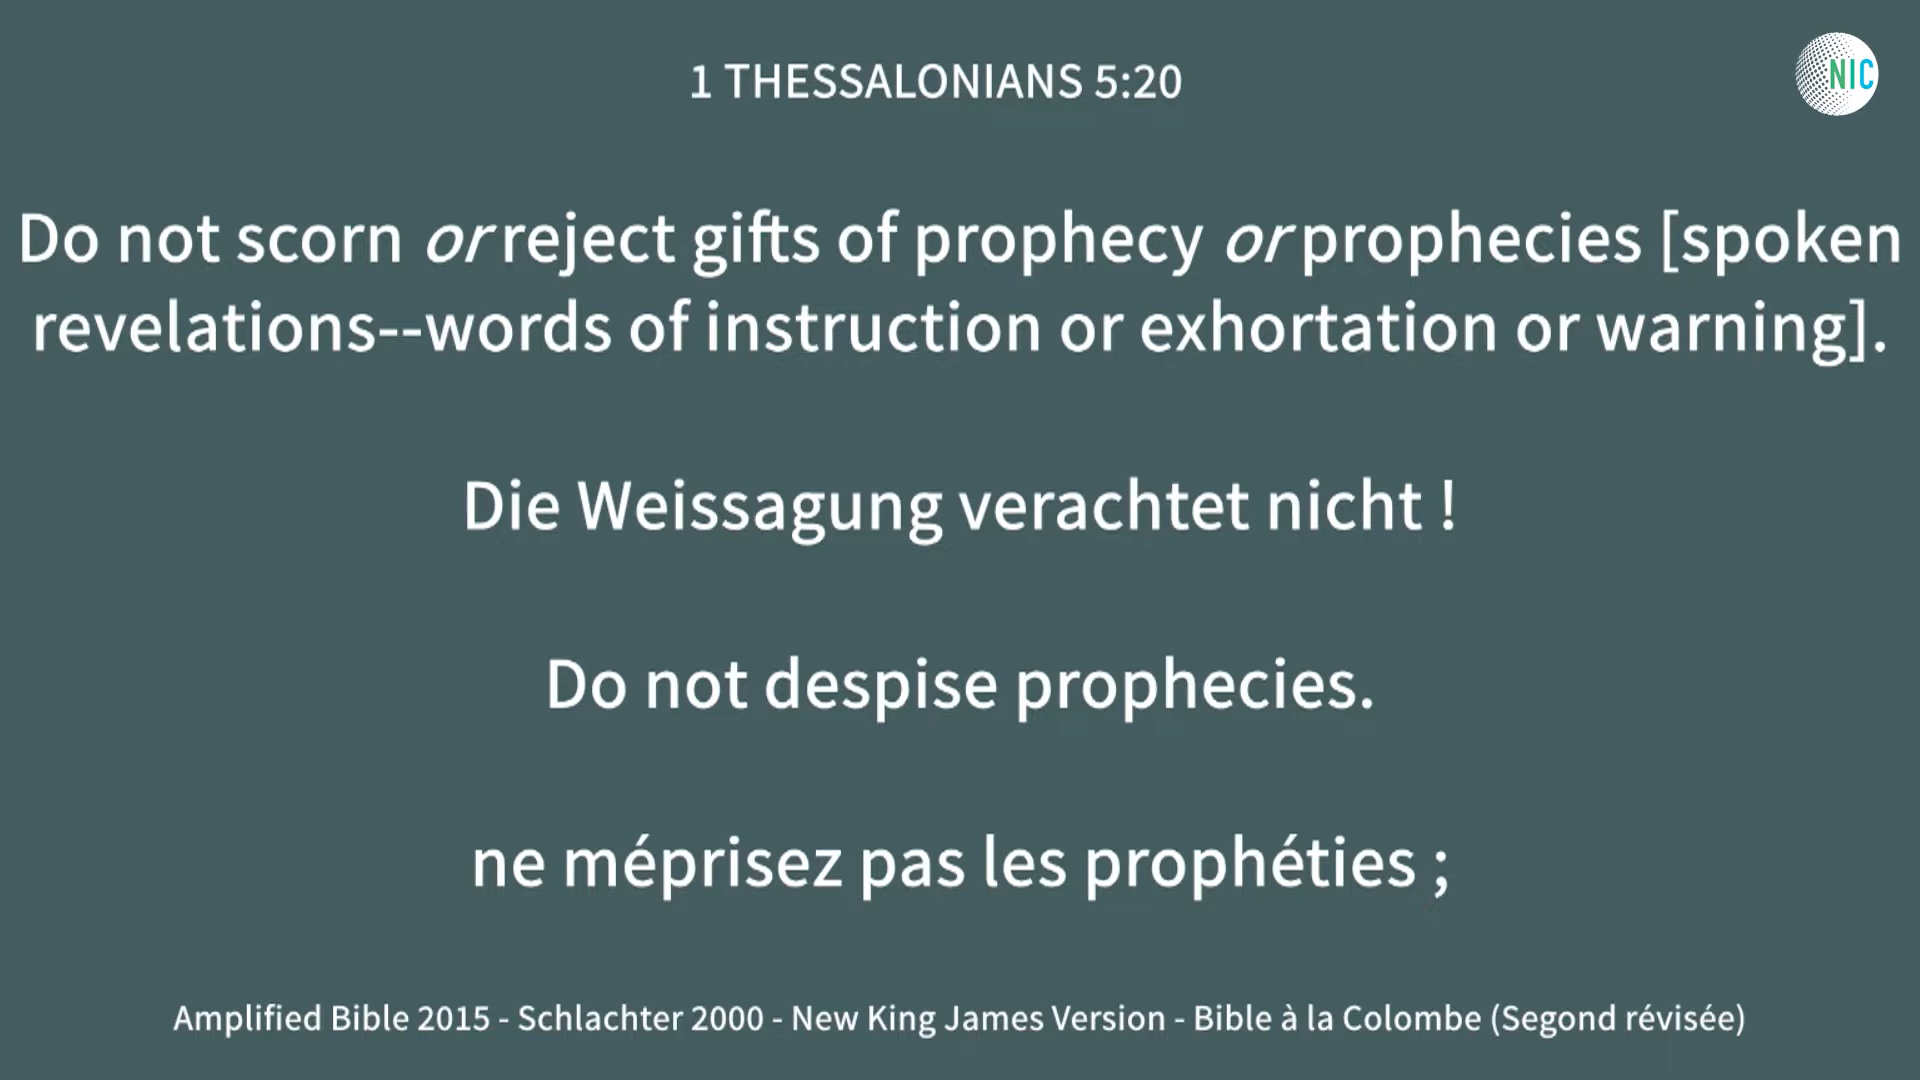 1 THESSALONIANS 5:20
NIC
Do not scorn or reject gifts of prophecy or prophecies [spoken
revelations--words of instruction or exhortation or warning].
Die Weissagung verachtet nicht !
Do not despise prophecies.
ne méprisez pas les prophéties ;
Amplified Bible 2015 - Schlachter 2000 - New King James Version - Bible à la Colombe (Segond révisée)